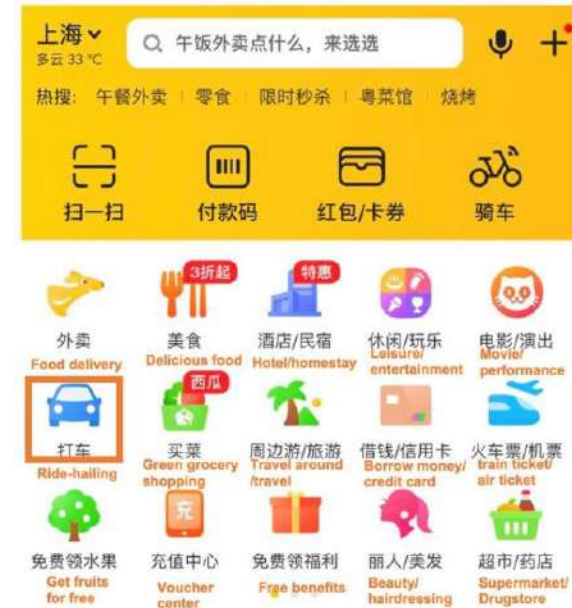 上海
多云 33 ℃
午饭外卖点什么，来选选
热搜: 午餐外卖 零食 限时秒杀 粤菜馆 烧烤
扫一扫 付款码 红包/卡券 骑车
3折起 特惠
外卖 美食 酒店/民宿 休闲/玩乐 电影/演出
Food delivery Delicious food Hotel/homestay Leisure/ entertainment Movie/ performance
西瓜
打车 买菜 周边游/旅游 借钱/信用卡 火车票/机票
Ride-hailing Green grocery shopping Travel around /travel Borrow money/ credit card train ticket/ air ticket
充
免费领水果 充值中心 免费领福利 丽人/美发 超市/药店
Get fruits for free Voucher center Free benefits Beauty/ hairdressing Supermarket/ Drugstore